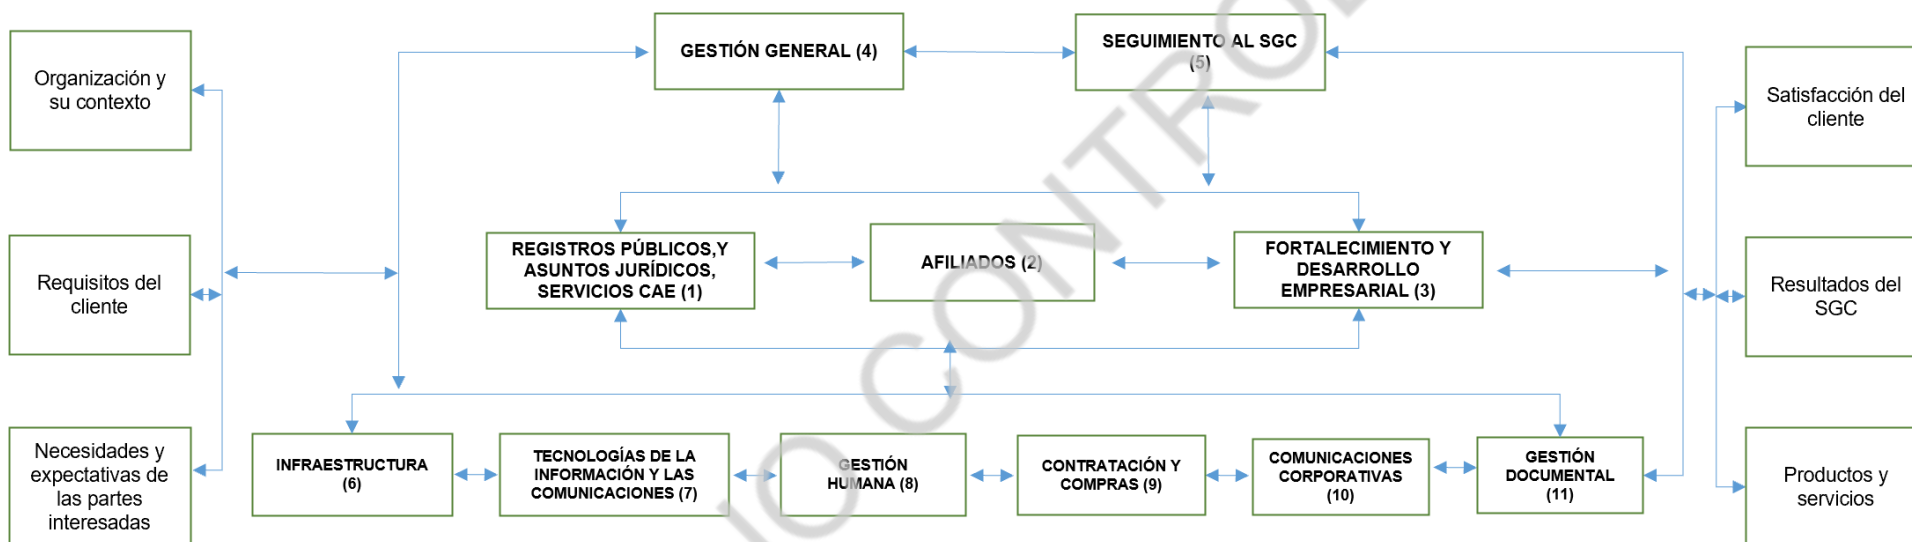 GESTIÓN GENERAL (4)
SEGUIMIENTO AL SGC
(5)
Organización y
su contexto
Satisfacción del
cliente
Requisitos del
cliente
REGISTROS PÚBLICOS,Y
ASUNTOS JURÍDICOS,
SERVICIOS CAE (1)
AFILIADOS (2)
FORTALECIMIENTO Y
DESARROLLO
EMPRESARIAL (3)
Resultados del
SGC
Necesidades y
expectativas de
las partes
interesadas
INFRAESTRUCTURA
(6)
TECNOLOGÍAS DE LA
INFORMACIÓN Y LAS
COMUNICACIONES (7)
GESTIÓN
HUMANA (8)
CONTRATACIÓN Y
COMPRAS (9)
COMUNICACIONES
CORPORATIVAS
(10)
GESTIÓN
DOCUMENTAL
(11)
Productos y
servicios